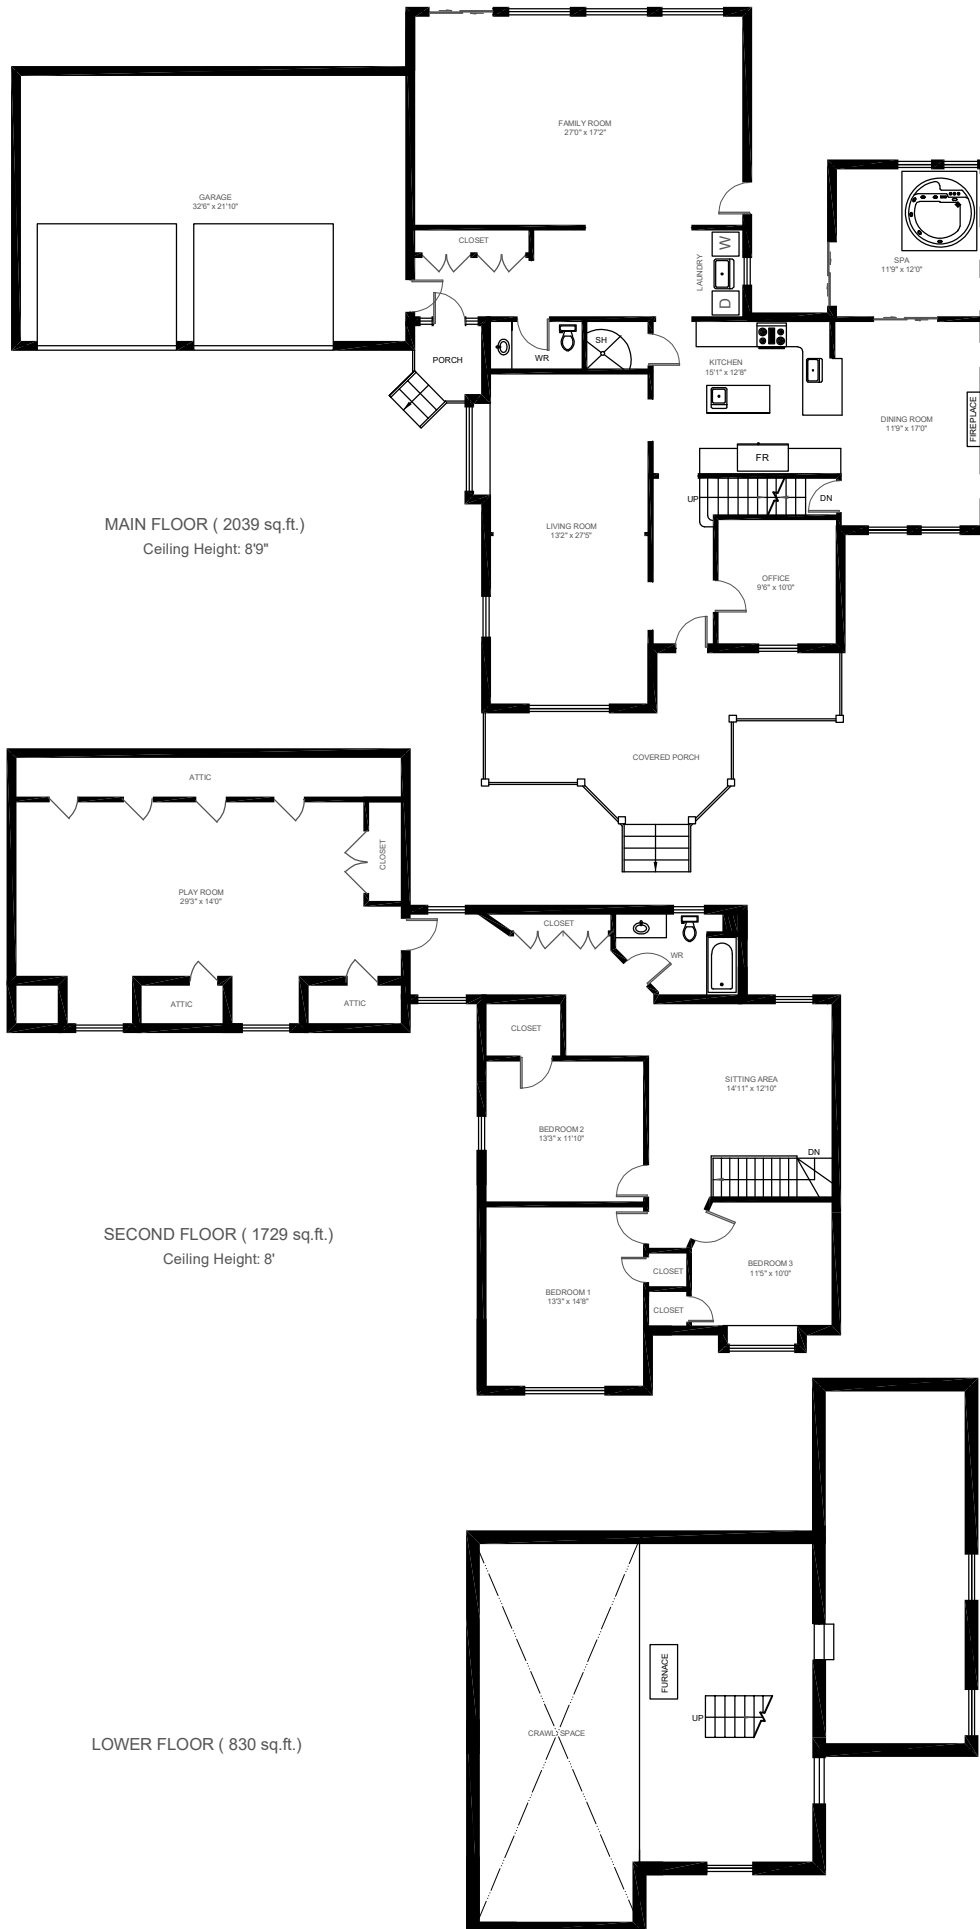 FAMILY ROOM
27'0" x 17'2"
GARAGE
32'6" x 21'10"
CLOSET
W
LAUNDRY
D
SPA
11'9" x 12'0"
PORCH
WR
SH
KITCHEN
15'1" x 12'8"
DINING ROOM
11'9" x 17'0"
FIREPLACE
FR
UP
DN
LIVING ROOM
13'2" x 27'5"
OFFICE
9'6" x 10'0"
MAIN FLOOR ( 2039 sq.ft.)
Ceiling Height: 8'9"
COVERED PORCH
ATTIC
CLOSET
PLAY ROOM
29'3" x 14'0"
ATTIC
ATTIC
CLOSET
WR
CLOSET
SITTING AREA
14'11" x 12'10"
BEDROOM 2
13'3" x 11'10"
DN
SECOND FLOOR ( 1729 sq.ft.)
Ceiling Height: 8'
BEDROOM 3
11'5" x 10'0"
CLOSET
BEDROOM 1
13'3" x 14'8"
CLOSET
FURNACE
UP
CRAWL SPACE
LOWER FLOOR ( 830 sq.ft.)